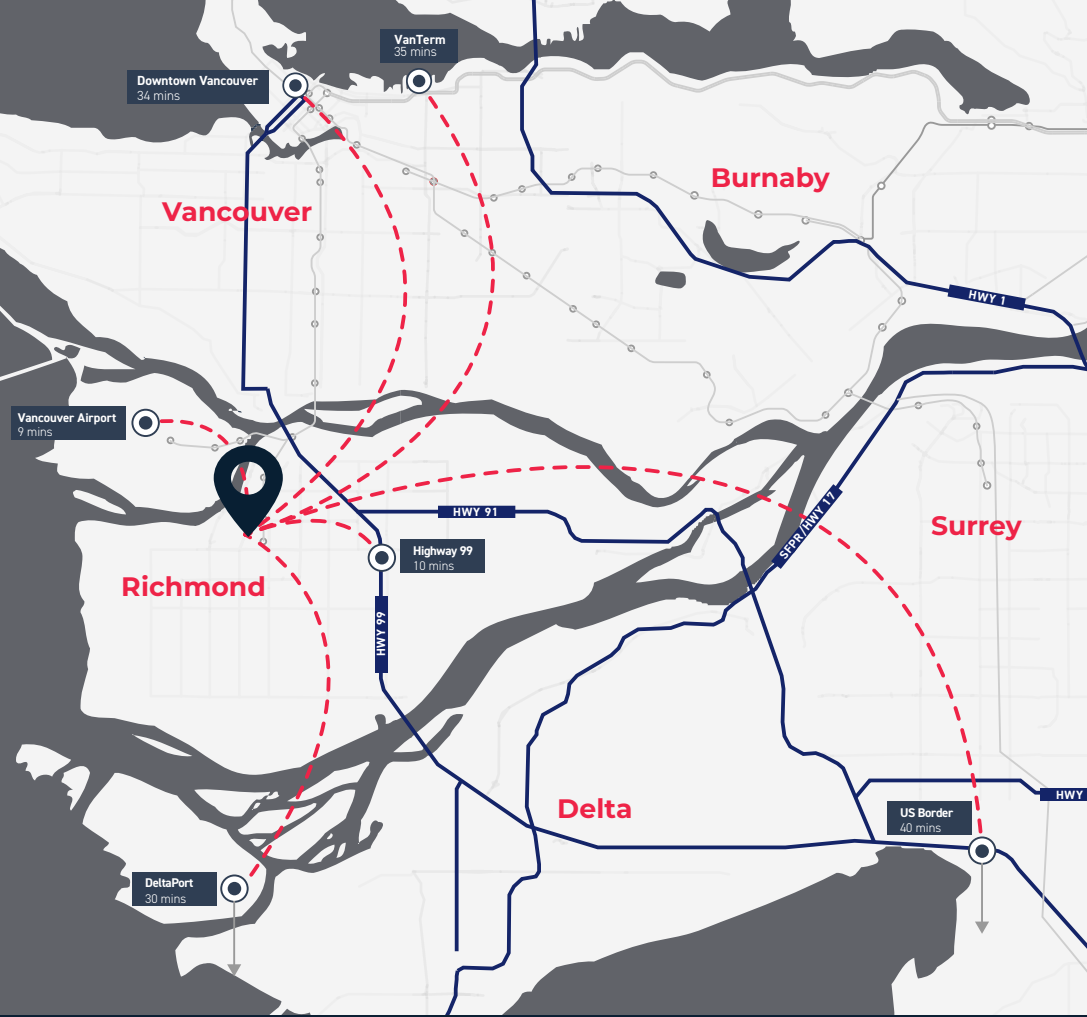 VanTerm
35 mins
Downtown Vancouver
34 mins
Burnaby
Vancouver
HWY 1
Vancouver Airport
9 mins
HWY 91
SFPR/HWY 17
Surrey
Highway 99
10 mins
Richmond
HWY 99
HWY
Delta
US Border
40 mins
DeltaPort
30 mins